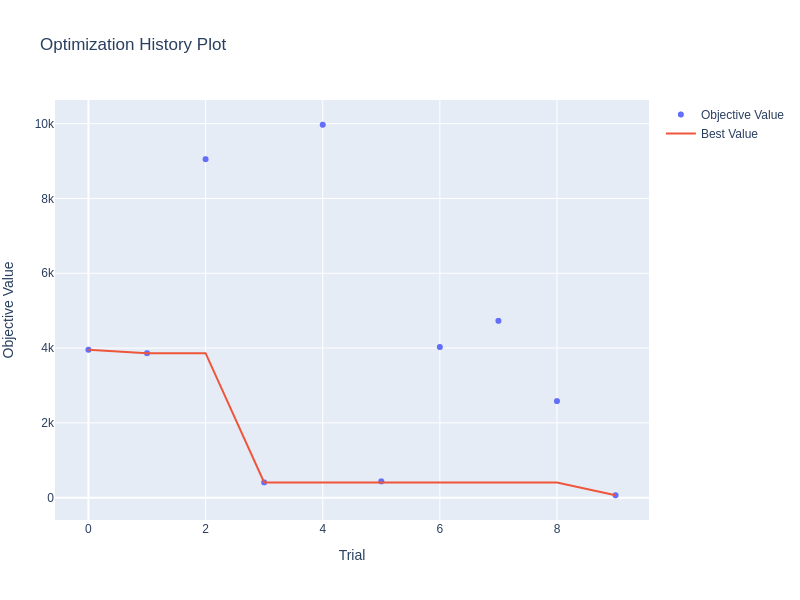 Optimization History Plot
Objective Value
Best Value
10k
8k
6k
4k
2k
0
Objective Value
0 2 4 6 8
Trial